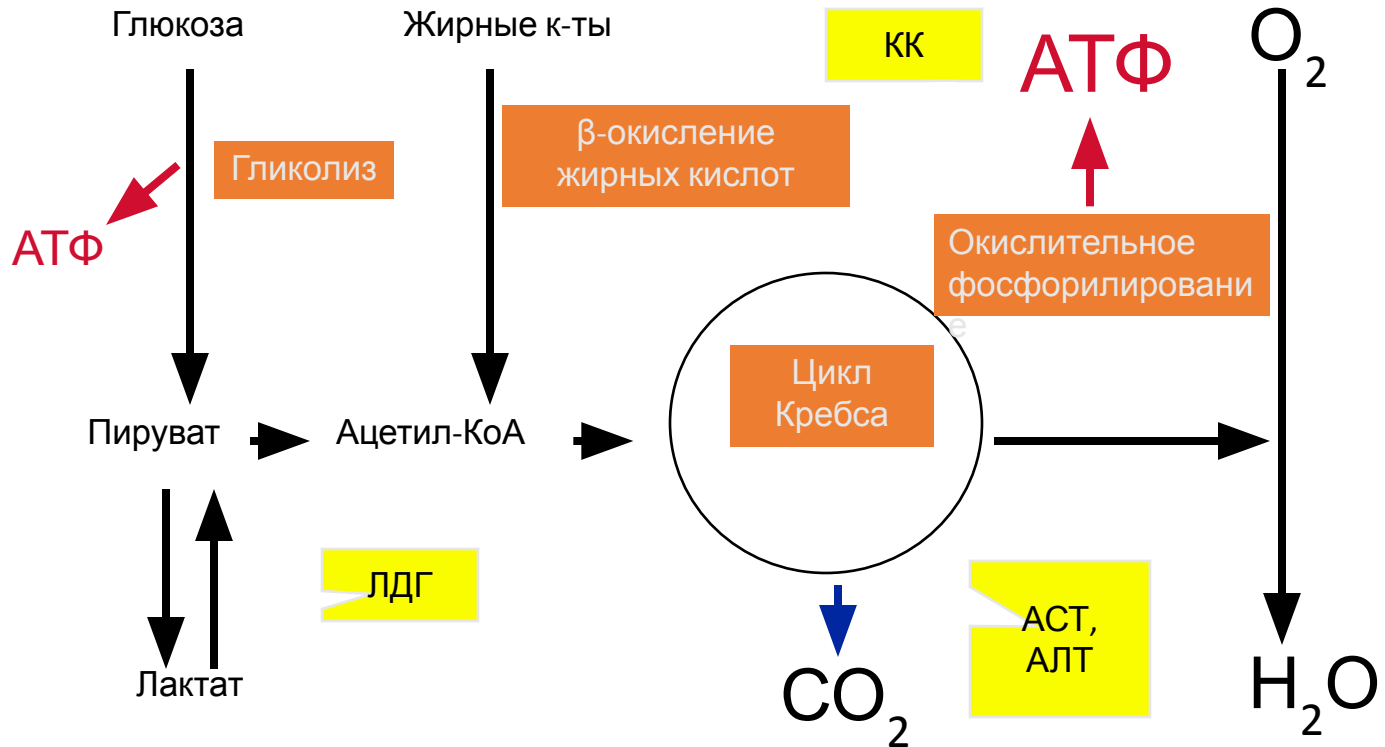 Глюкоза
Жирные к-ты
КК
АТФ
O2
β-окисление
жирных кислот
Гликолиз
АТФ
Окислительное
фосфорилировани
е
Цикл
Кребса
Пируват
Ацетил-КоА
ЛДГ
АСТ,
АЛТ
Лактат
CO2
H2O